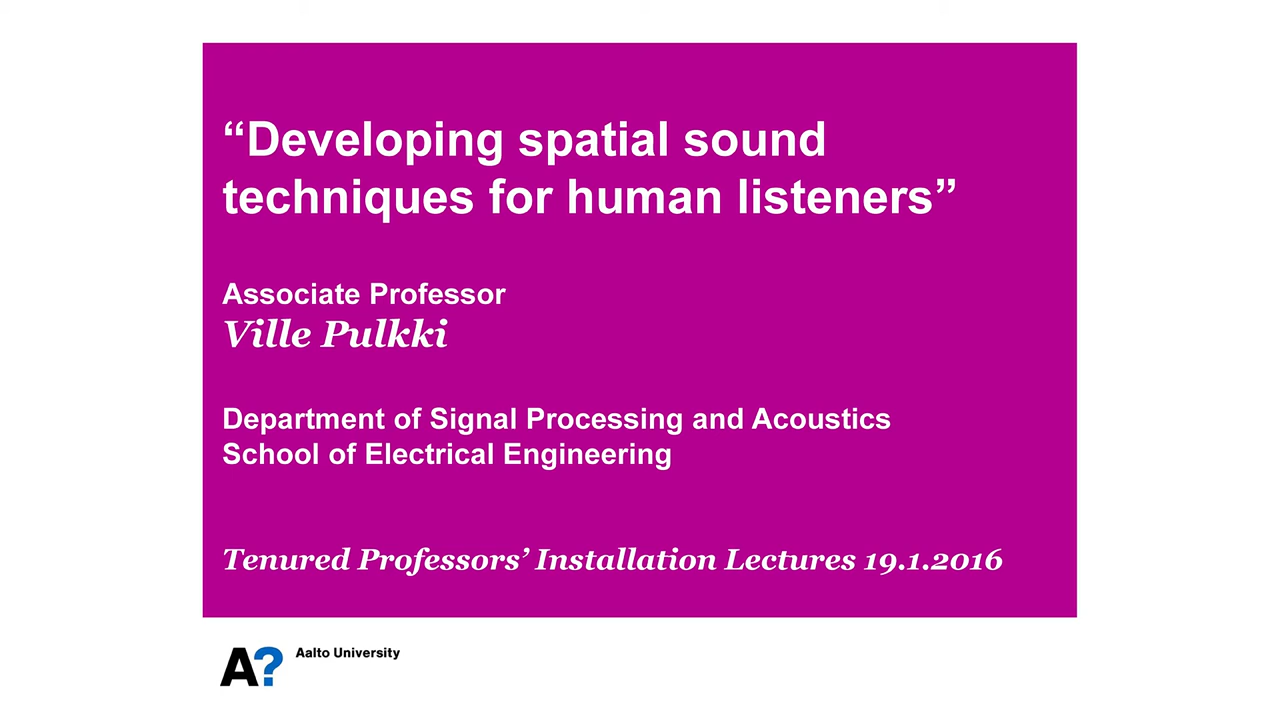 “Developing spatial sound
techniques for human listeners”
Associate Professor
Ville Pulkki
Department of Signal Processing and Acoustics
School of Electrical Engineering
Tenured Professors’ Installation Lectures 19.1.2016
A? Aalto University